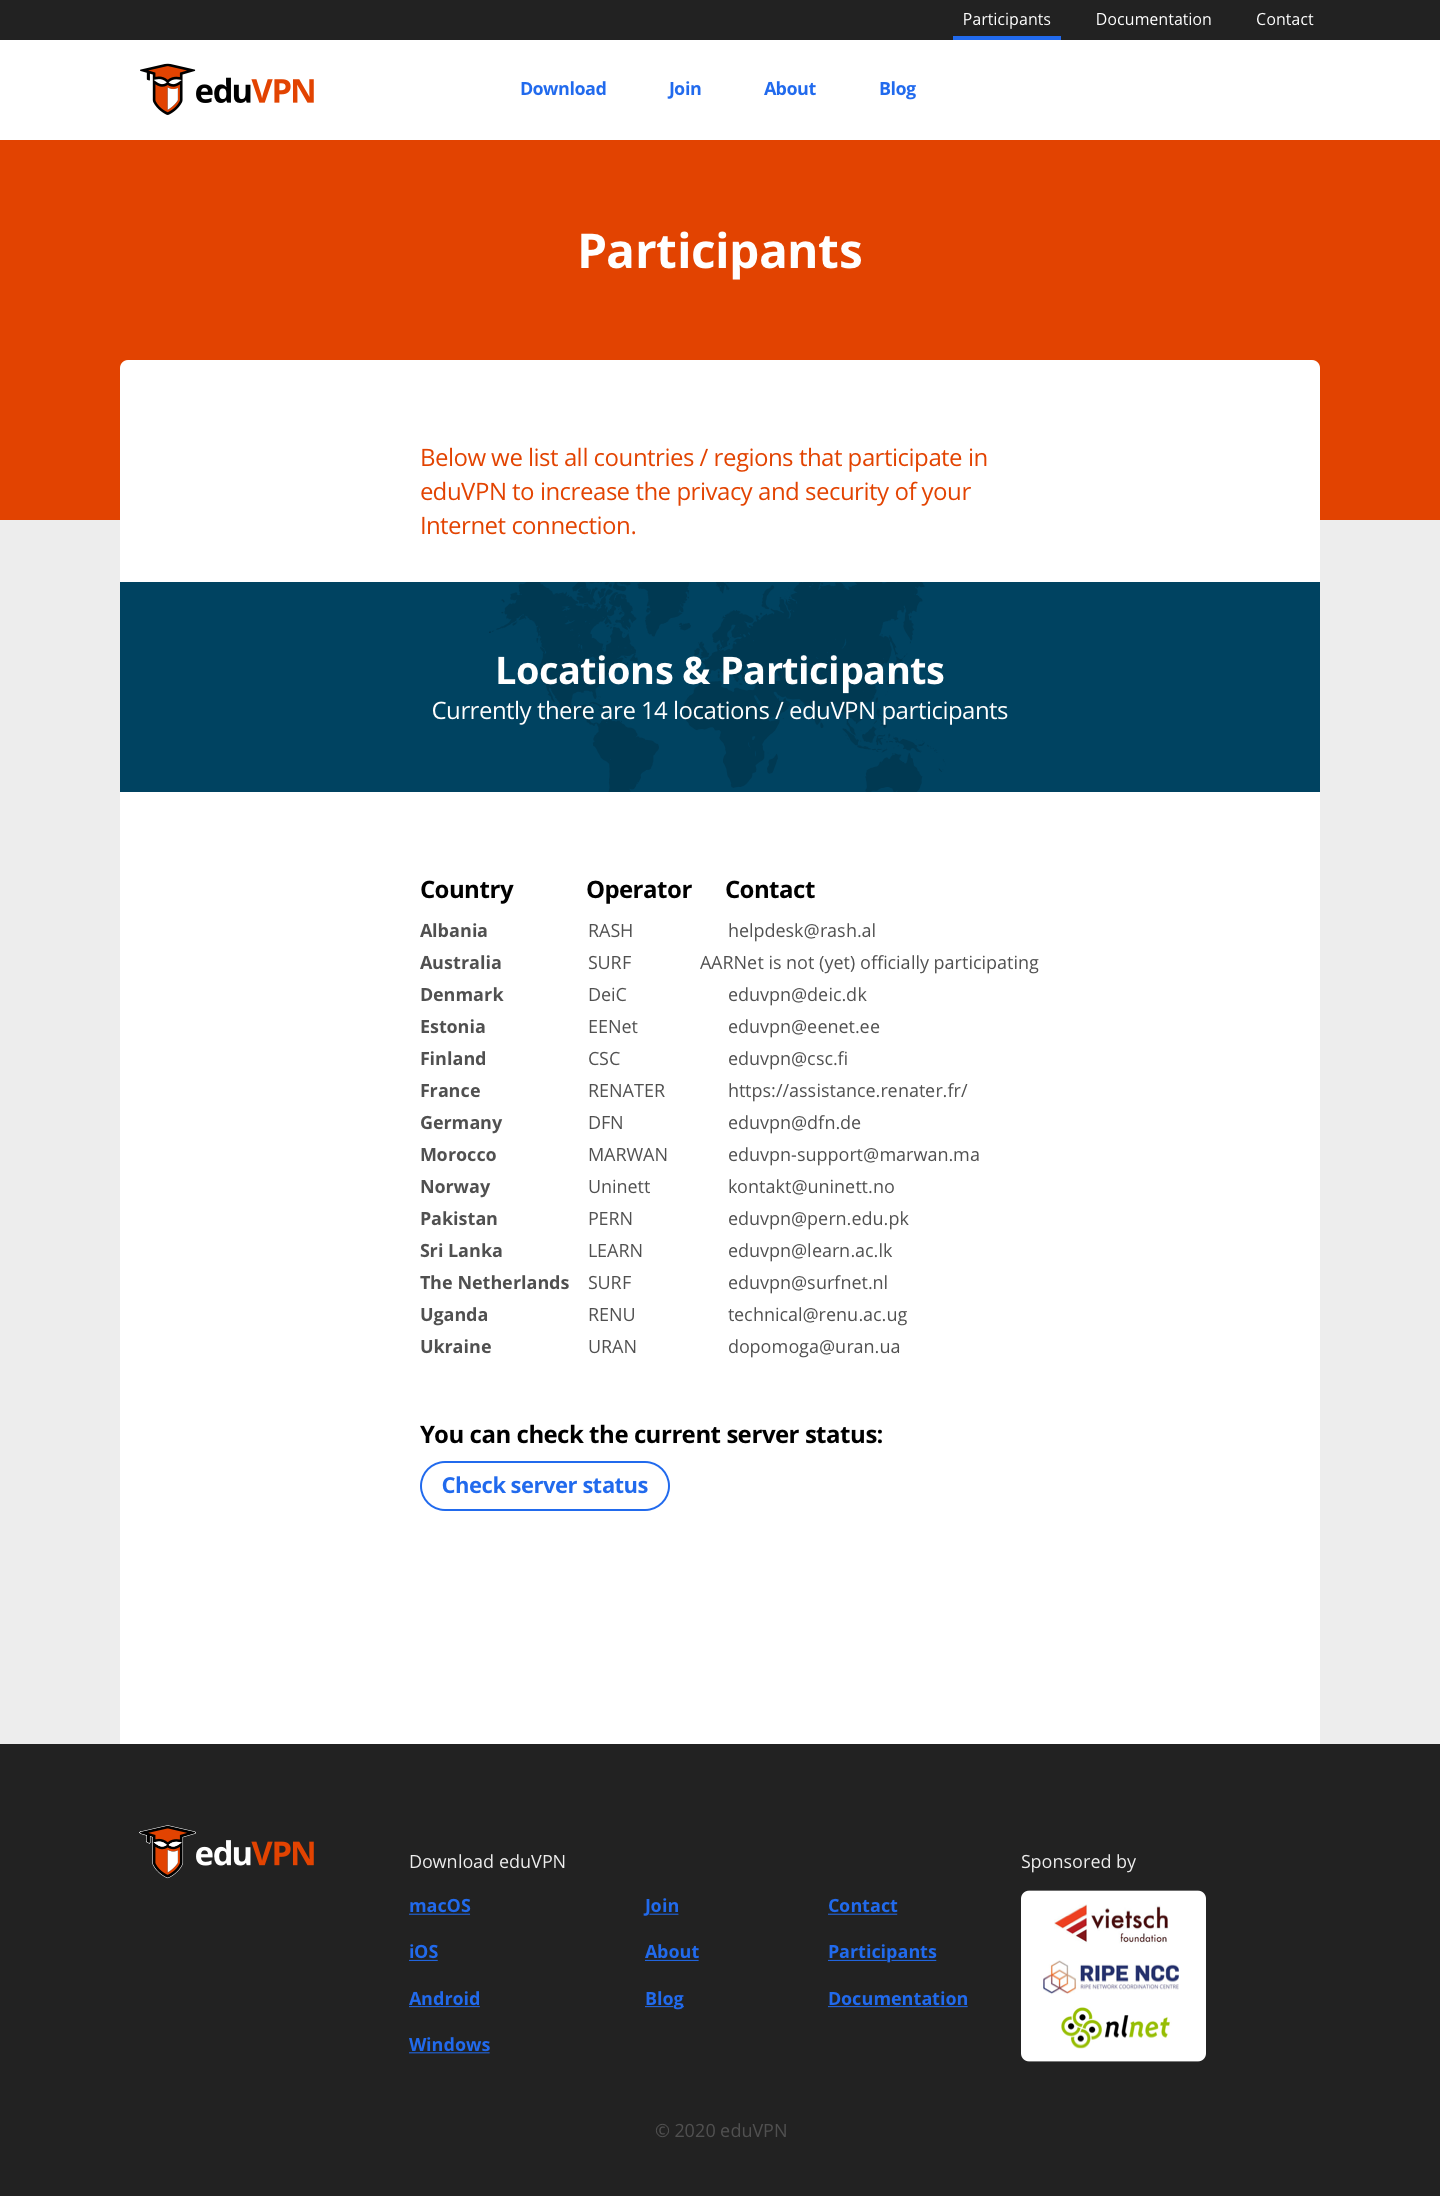 Participants Documentation Contact
eduVPN Download Join About Blog
Participants
Below we list all countries / regions that participate in
eduVPN to increase the privacy and security of your
Internet connection.
Locations & Participants
Currently there are 14 locations / eduVPN participants
Country Operator Contact
Albania RASH helpdesk@rash.al
Australia SURF AARNet is not (yet) officially participating
Denmark DeiC eduvpn@deic.dk
Estonia EENet eduvpn@eenet.ee
Finland CSC eduvpn@csc.fi
France RENATER https://assistance.renater.fr/
Germany DFN eduvpn@dfn.de
Morocco MARWAN eduvpn-support@marwan.ma
Norway Uninett kontakt@uninett.no
Pakistan PERN eduvpn@pern.edu.pk
Sri Lanka LEARN eduvpn@learn.ac.lk
The Netherlands SURF eduvpn@surfnet.nl
Uganda RENU technical@renu.ac.ug
Ukraine URAN dopomoga@uran.ua
You can check the current server status:
Check server status
eduVPN
Download eduVPN
macOS
iOS
Android
Windows
Join
About
Blog
Contact
Participants
Documentation
Sponsored by
vietsch
foundation
RIPE NCC
RIPE NETWORK COORDINATION CENTRE
nlnet
© 2020 eduVPN